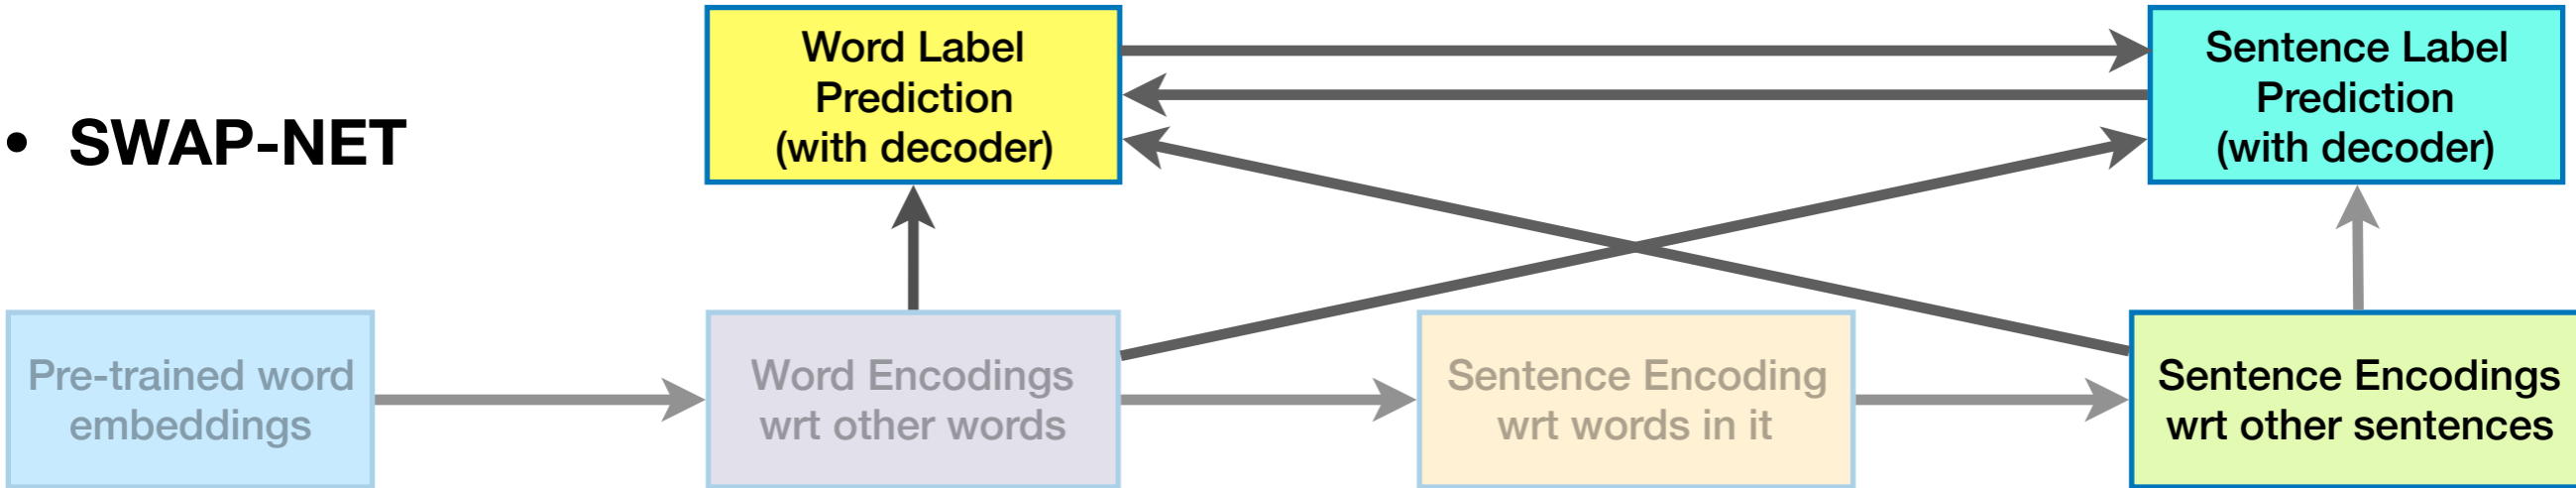 • SWAP-NET
Word Label
Prediction
(with decoder)
Sentence Label
Prediction
(with decoder)
Pre-trained word
embeddings
Word Encodings
wrt other words
Sentence Encoding
wrt words in it
Sentence Encodings
wrt other sentences